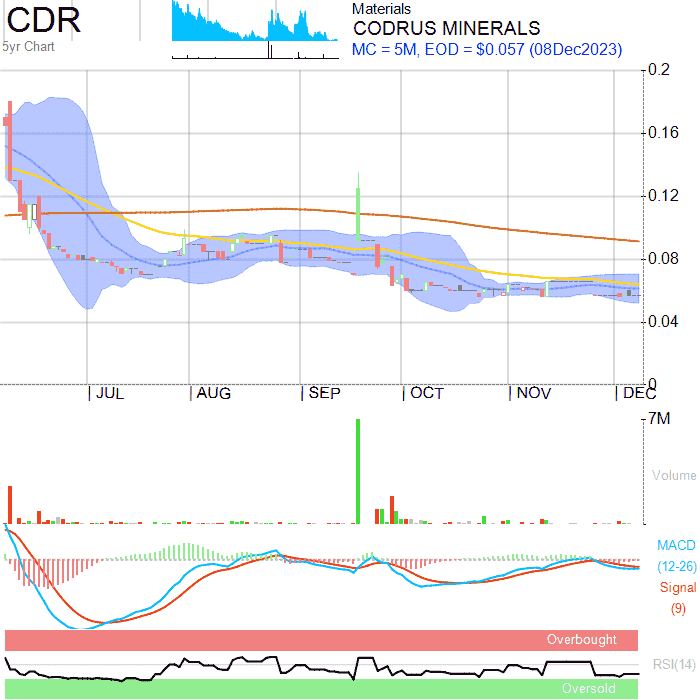 CDR
5yr Chart
Materials
CODRUS MINERALS
MC = 5M, EOD = $0.057 (08Dec2023)
0.2
0.16
0.12
0.08
0.04
0
JUL AUG SEP OCT NOV DEC
7M
Volume
MACD
(12-26)
Signal
(9)
Overbought
RSI(14)
Oversold